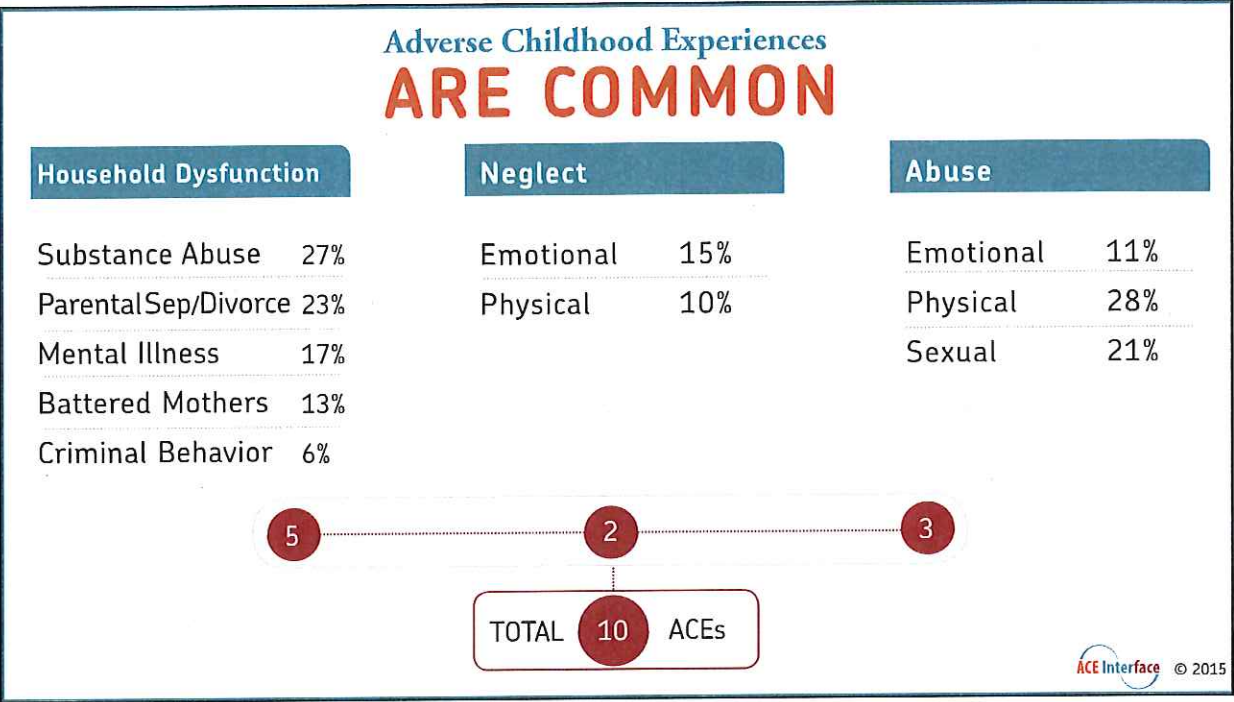 Adverse Childhood Experiences
ARE COMMON
Household Dysfunction
Substance Abuse 27%
Parental Sep/Divorce 23%
Mental Illness 17%
Battered Mothers 13%
Criminal Behavior 6%
Neglect
Emotional 15%
Physical 10%
Abuse
Emotional 11%
Physical 28%
Sexual 21%
5
2
3
TOTAL 10 ACEs
ACE Interface © 2015